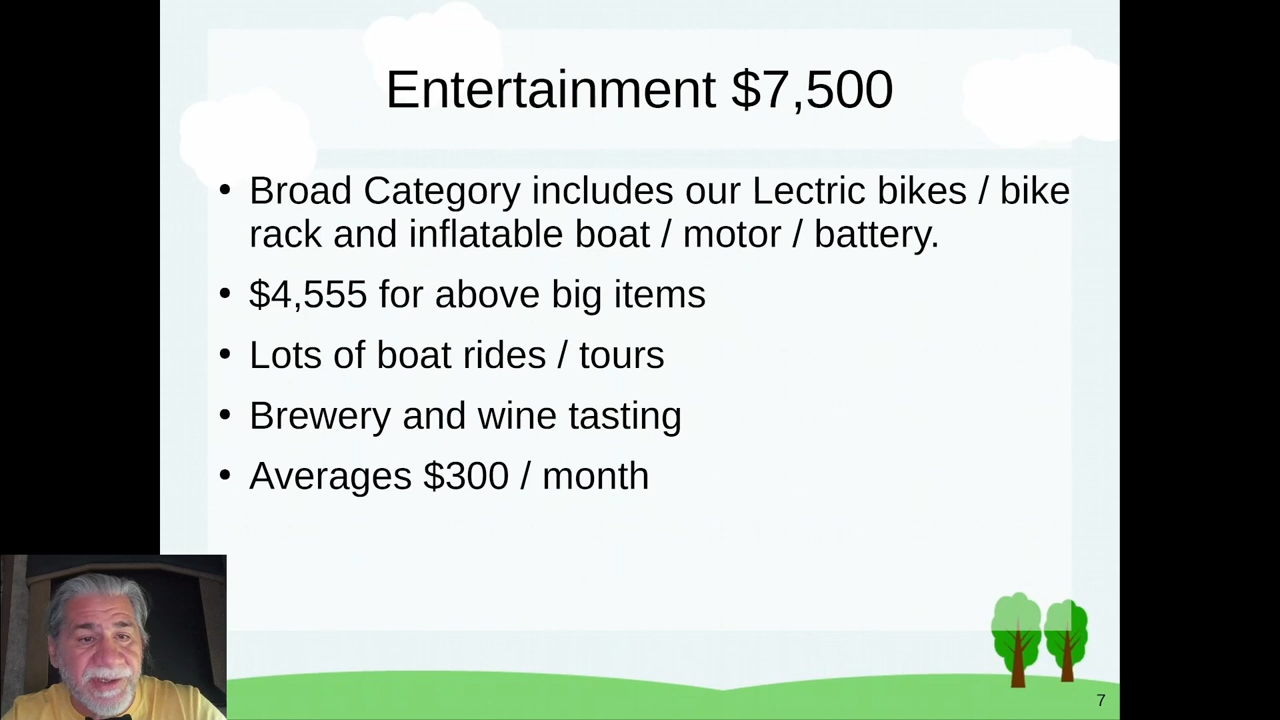 Entertainment $7,500
• Broad Category includes our Lectric bikes / bike
rack and inflatable boat / motor / battery.
• $4,555 for above big items
• Lots of boat rides / tours
• Brewery and wine tasting
• Averages $300 / month
7